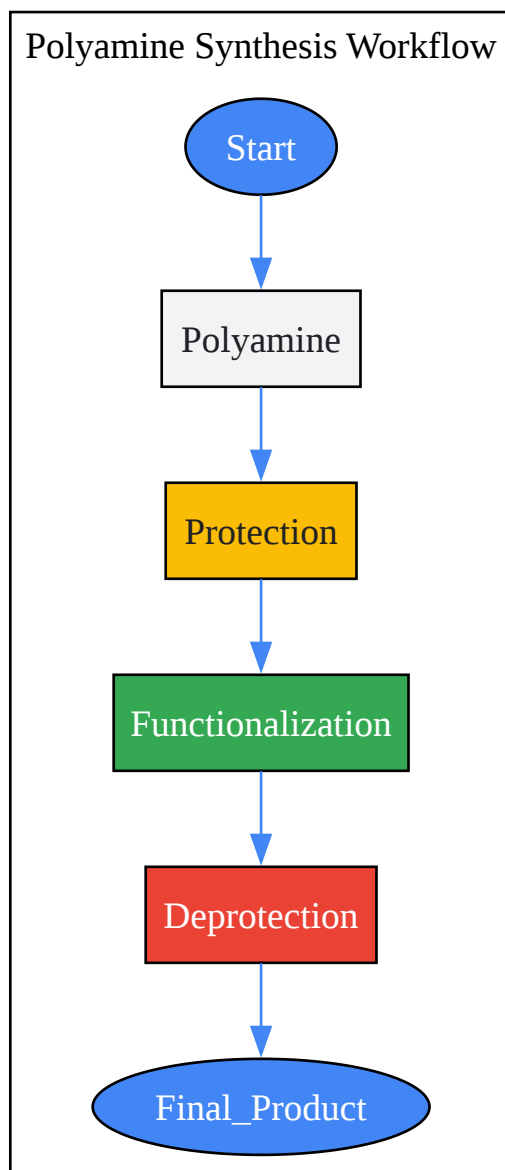 Polyamine Synthesis Workflow
Start
Polyamine
Protection
Functionalization
Deprotection
Final_Product